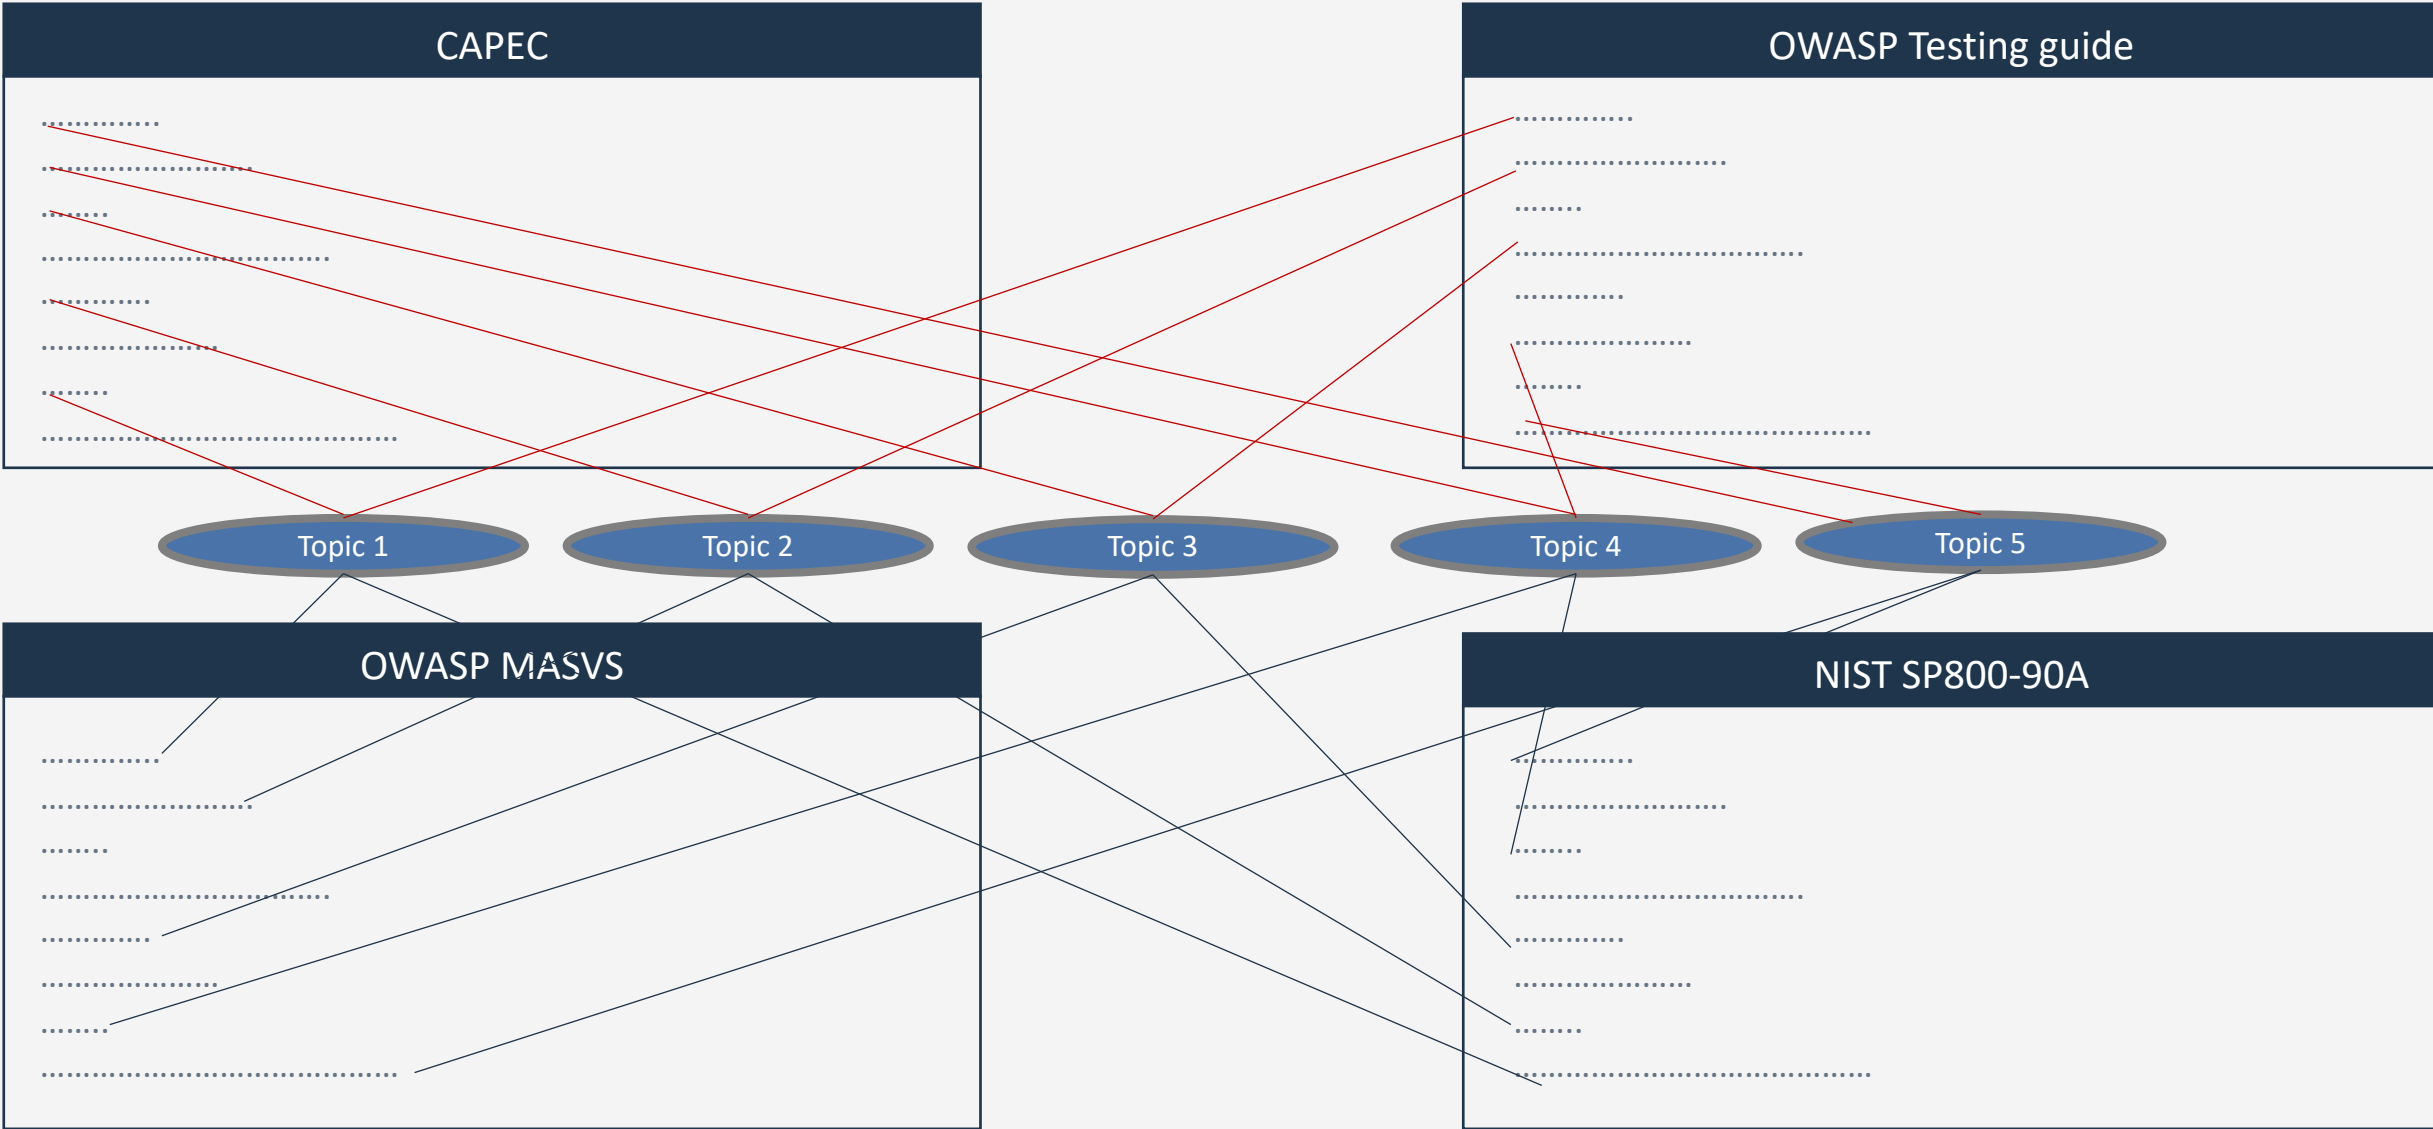 CAPEC
OWASP Testing guide
Topic 1
Topic 2
Topic 3
Topic 4
Topic 5
OWASP MASVS
NIST SP800-90A